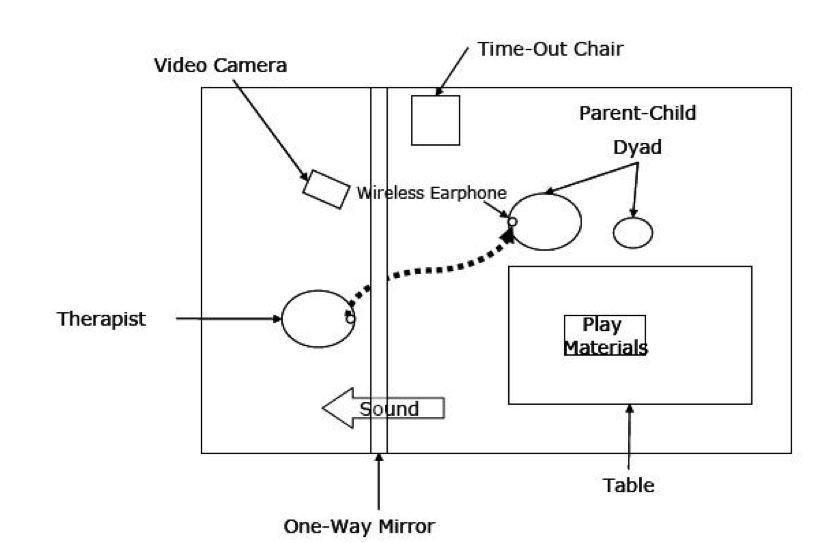 Time-Out Chair
Video Camera
Parent-Child
Dyad
Wireless Earphone
Therapist
Play
Materials
Sound
Table
One-Way Mirror